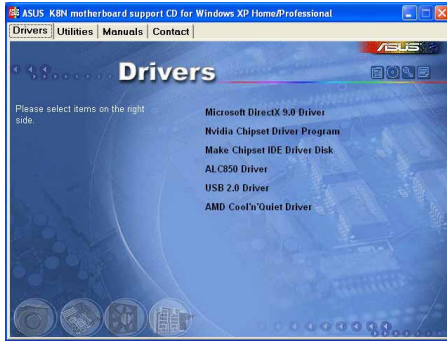 ASUS K8N motherboard support CD for Windows XP Home/Professional
Drivers Utilities Manuals Contact
ASUS
Drivers
Please select items on the right side.
Microsoft DirectX 9.0 Driver
Nvidia Chipset Driver Program
Make Chipset IDE Driver Disk
ALC850 Driver
USB 2.0 Driver
AMD Cool'n'Quiet Driver